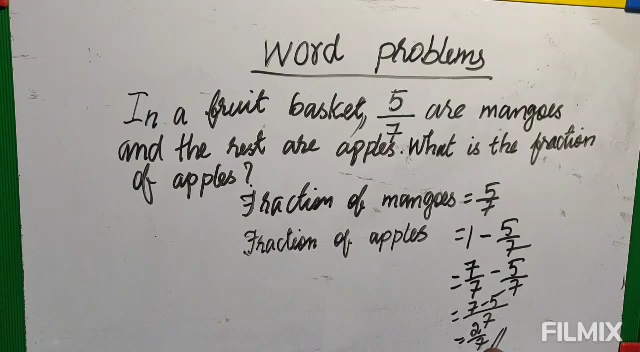 Word problems
In a fruit basket, 5/7 are mangoes
and the rest are apples. What is the fraction
of apples?
Fraction of mangoes = 5/7
Fraction of apples = 1 - 5/7
= 7/7 - 5/7
= 7-5/7
= 2/7 //
FILMIX